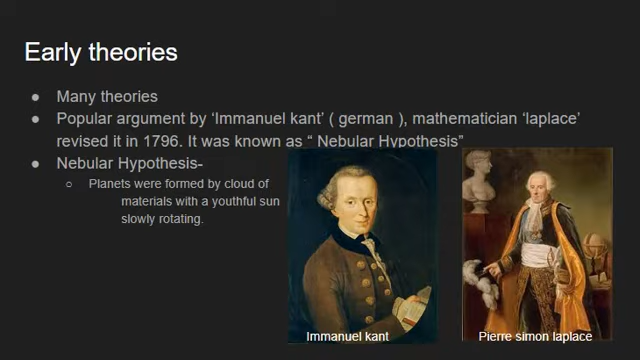 Early theories
● Many theories
● Popular argument by ‘Immanuel kant’ ( german ), mathematician ‘laplace’
revised it in 1796. It was known as “ Nebular Hypothesis”
● Nebular Hypothesis-
○ Planets were formed by cloud of
materials with a youthful sun
slowly rotating.
Immanuel kant
Pierre simon laplace